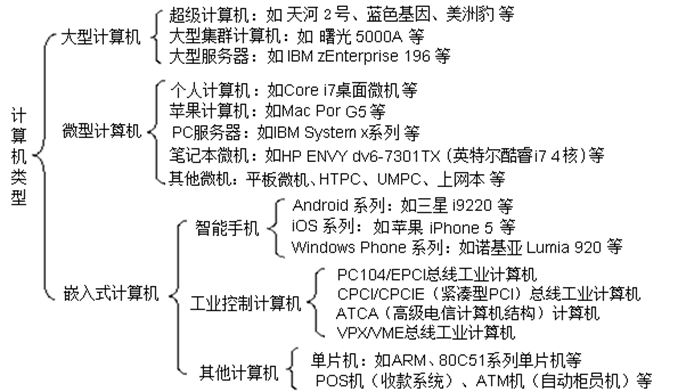 计算机类型
大型计算机
超级计算机：如 天河 2 号、蓝色基因、美洲豹 等
大型集群计算机：如 曙光 5000A 等
大型服务器：如 IBM zEnterprise 196 等
微型计算机
个人计算机：如Core i7桌面微机 等
苹果计算机：如Mac Por G5 等
PC服务器：如IBM System x系列 等
笔记本微机：如HP ENVY dv6-7301TX (英特尔酷睿i7 4核) 等
其他微机：平板微机、HTPC、UMPC、上网本 等
嵌入式计算机
智能手机
Android 系列：如三星 i9220 等
iOS 系列：如苹果 iPhone 5 等
Windows Phone 系列：如诺基亚 Lumia 920 等
工业控制计算机
PC104/EPCI总线工业计算机
CPCI/CPCIE（紧凑型PCI）总线工业计算机
ATCA（高级电信计算机结构）计算机
VPX/VME总线工业计算机
其他计算机
单片机：如ARM、80C51系列单片机等
POS机（收款系统）、ATM机（自动柜员机）等